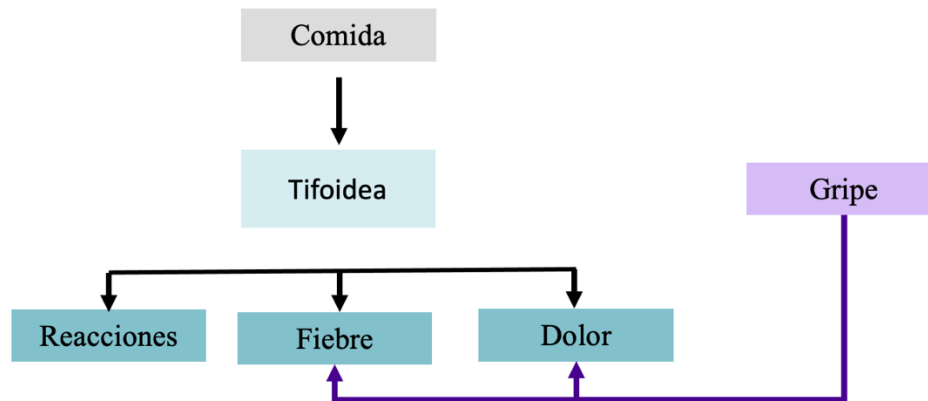 Comida
Tifoidea
Gripe
Reacciones
Fiebre
Dolor